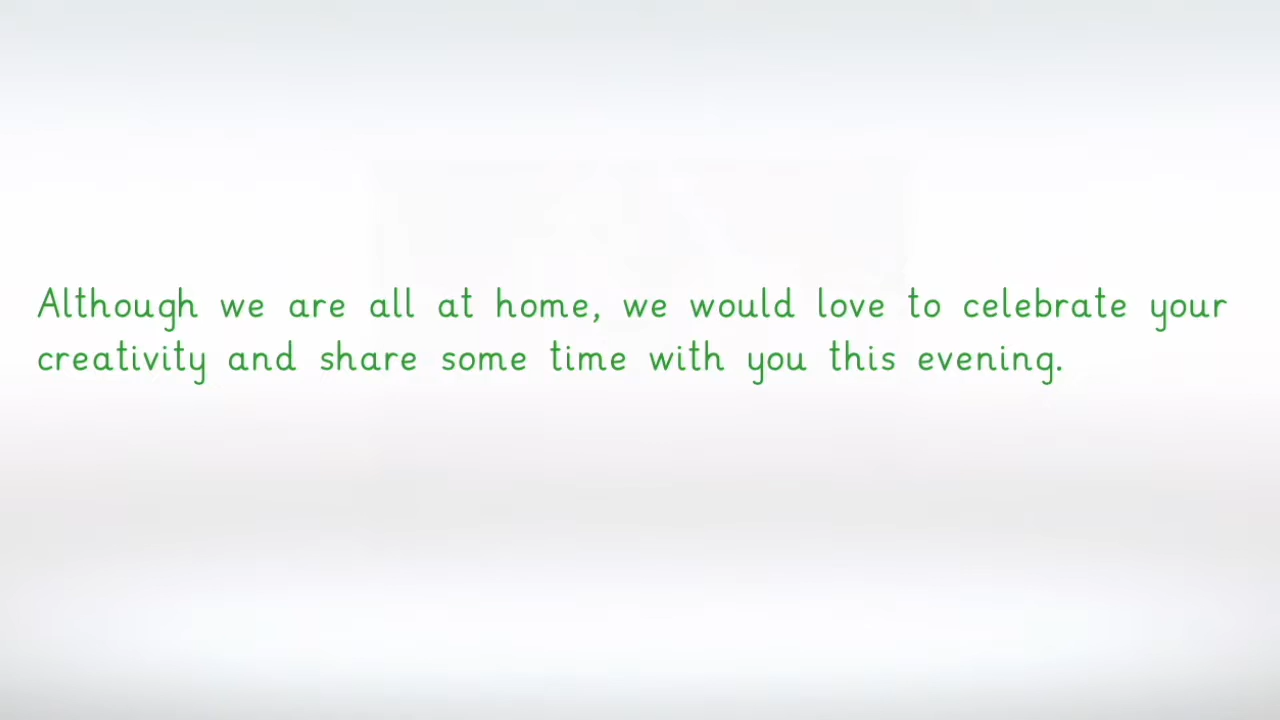 Although we are all at home, we would love to celebrate your
creativity and share some time with you this evening.